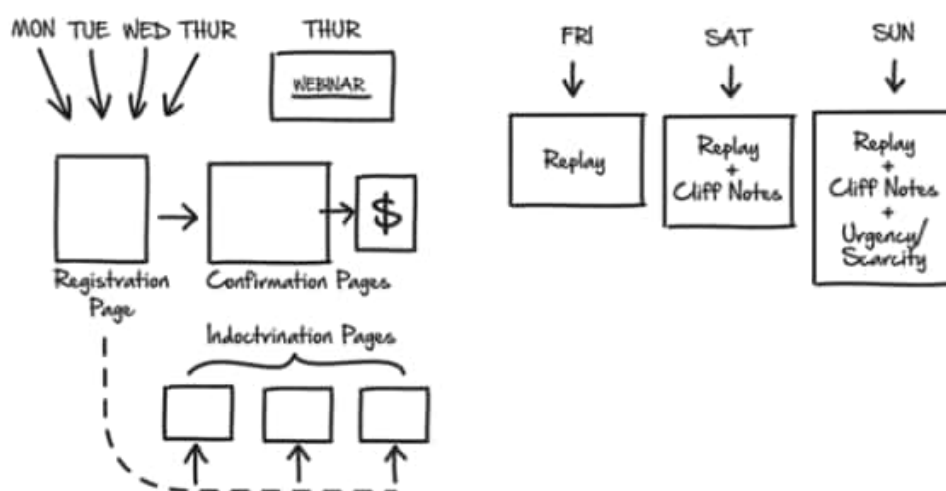 MON TUE WED THUR
THUR
WEBINAR
Registration
Page
Confirmation Pages
$
Indoctrination Pages
FRI
SAT
SUN
Replay
Replay
+
Cliff Notes
Replay
+
Cliff Notes
+
Urgency/
Scarcity